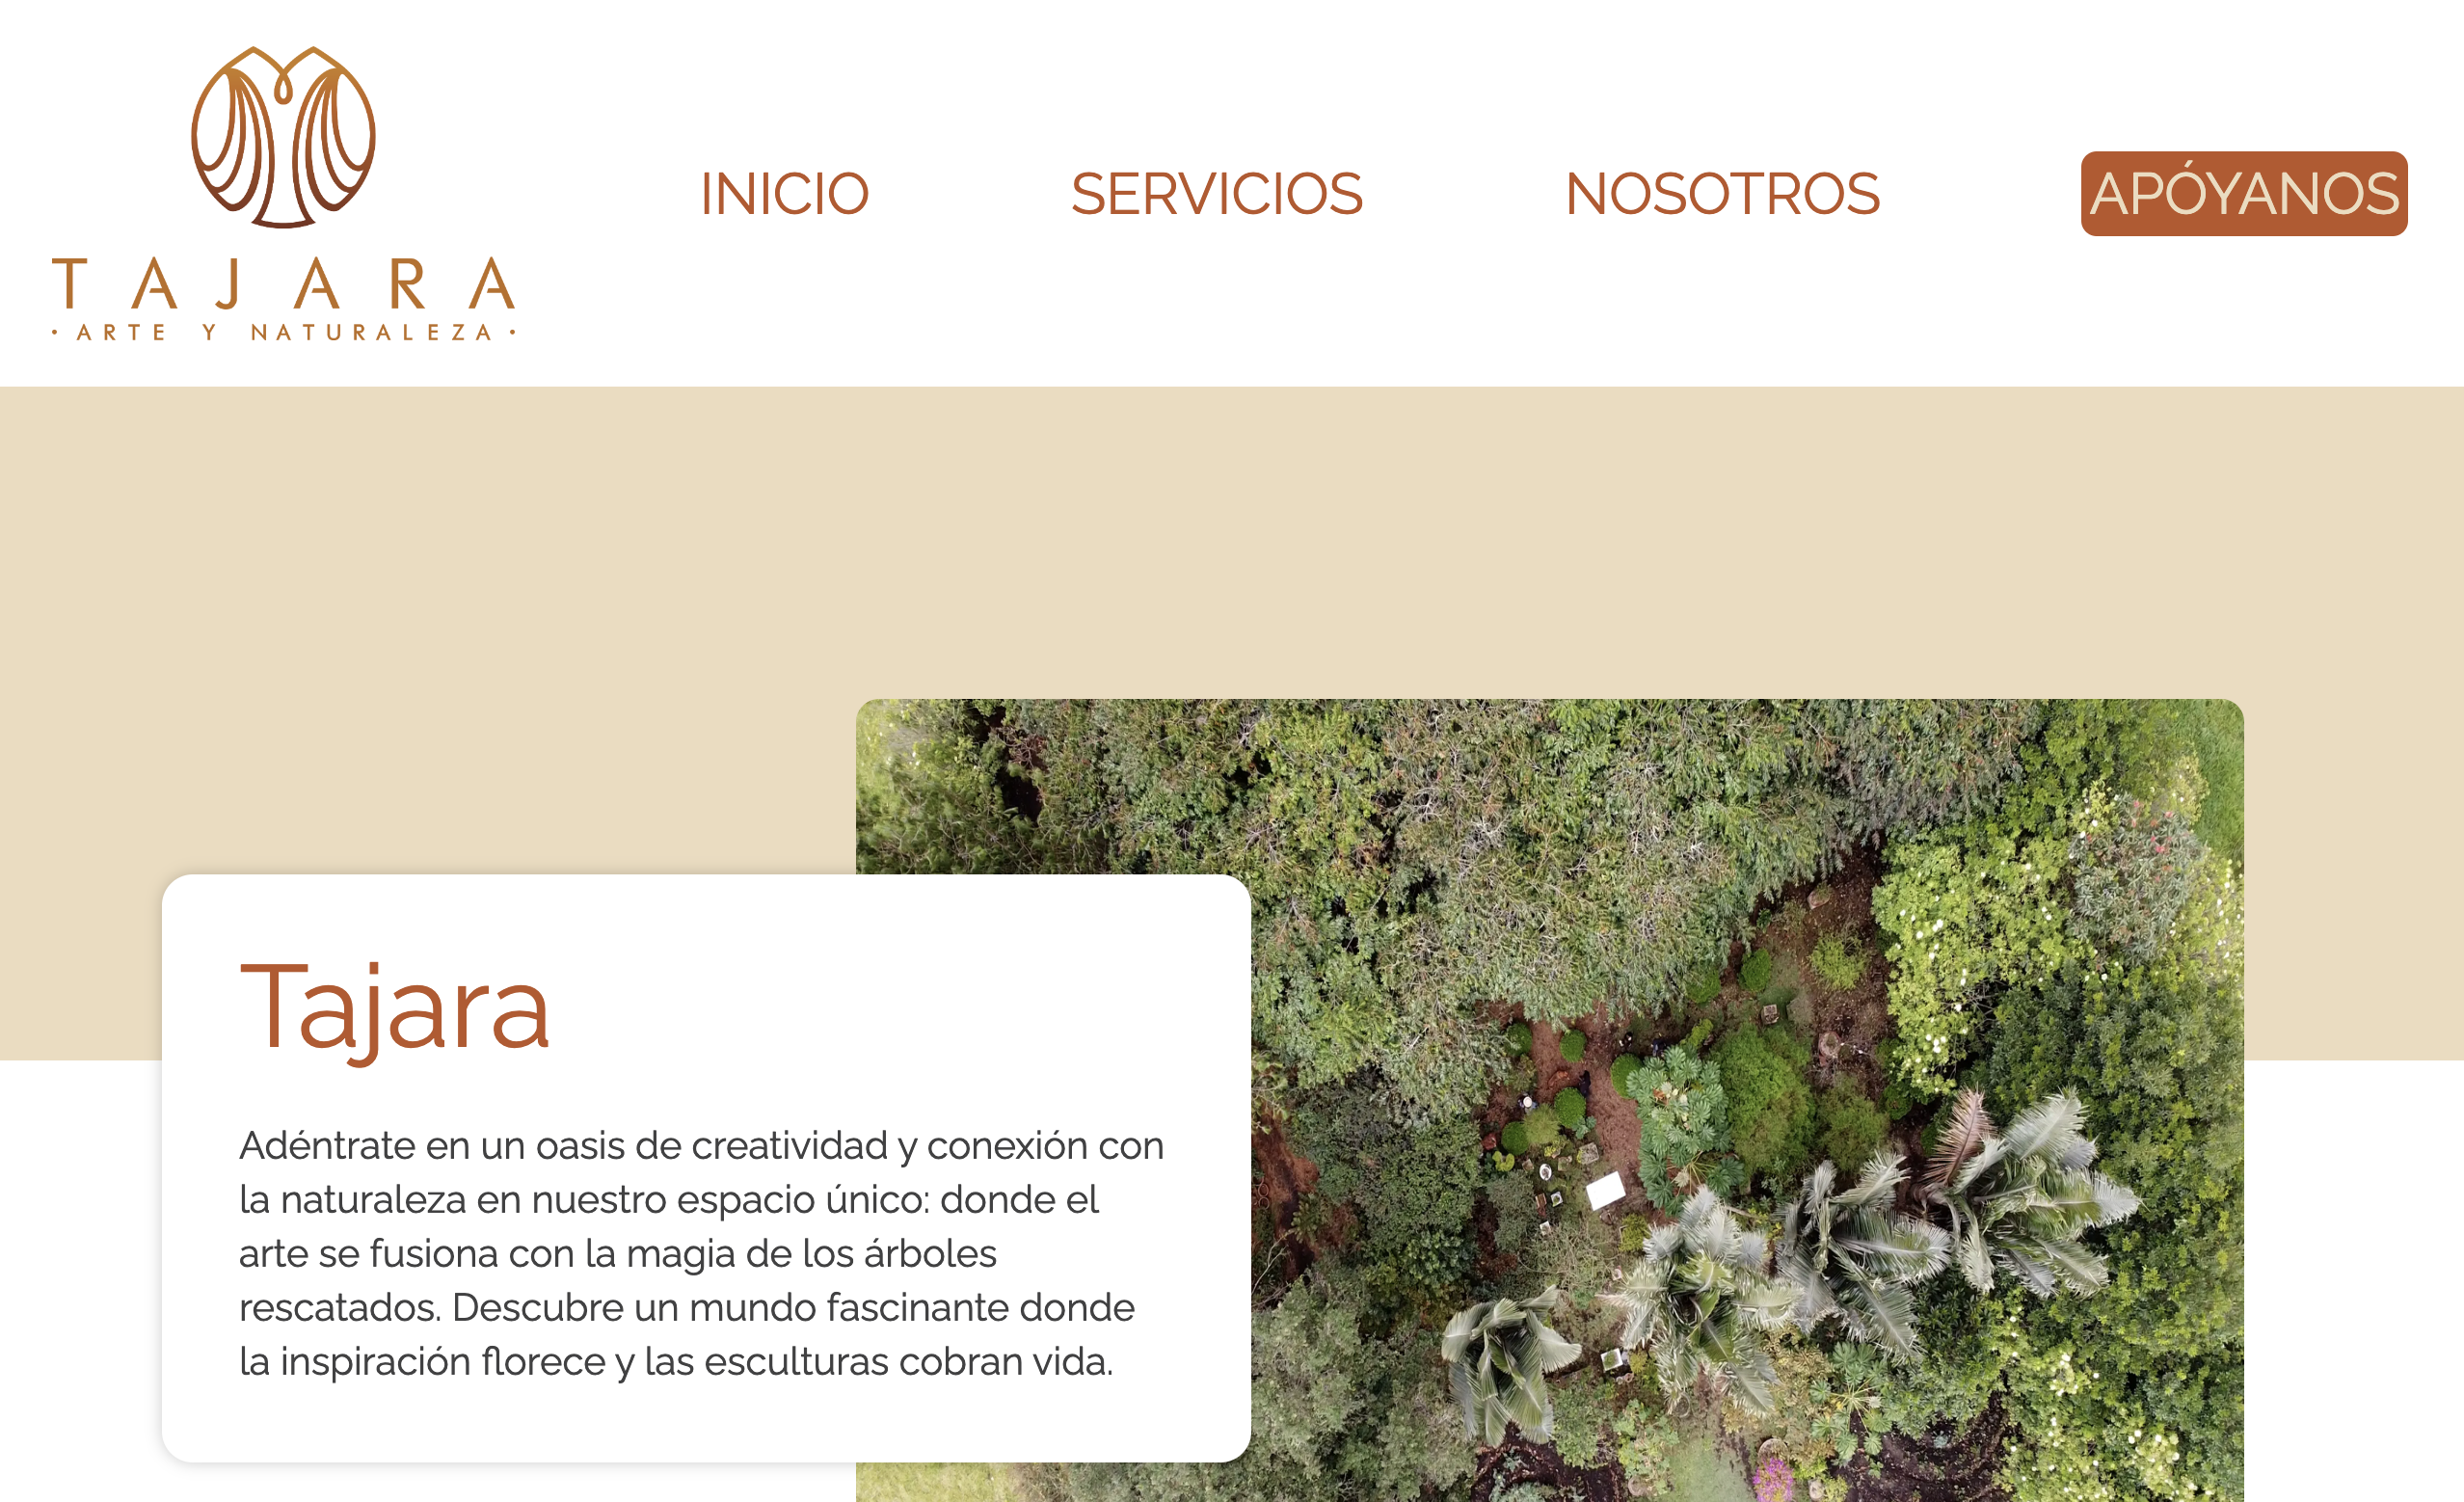 TAJARA
· ARTE Y NATURALEZA ·
INICIO
SERVICIOS
NOSOTROS
APÓYANOS
Tajara
Adéntrate en un oasis de creatividad y conexión con
la naturaleza en nuestro espacio único: donde el
arte se fusiona con la magia de los árboles
rescatados. Descubre un mundo fascinante donde
la inspiración florece y las esculturas cobran vida.